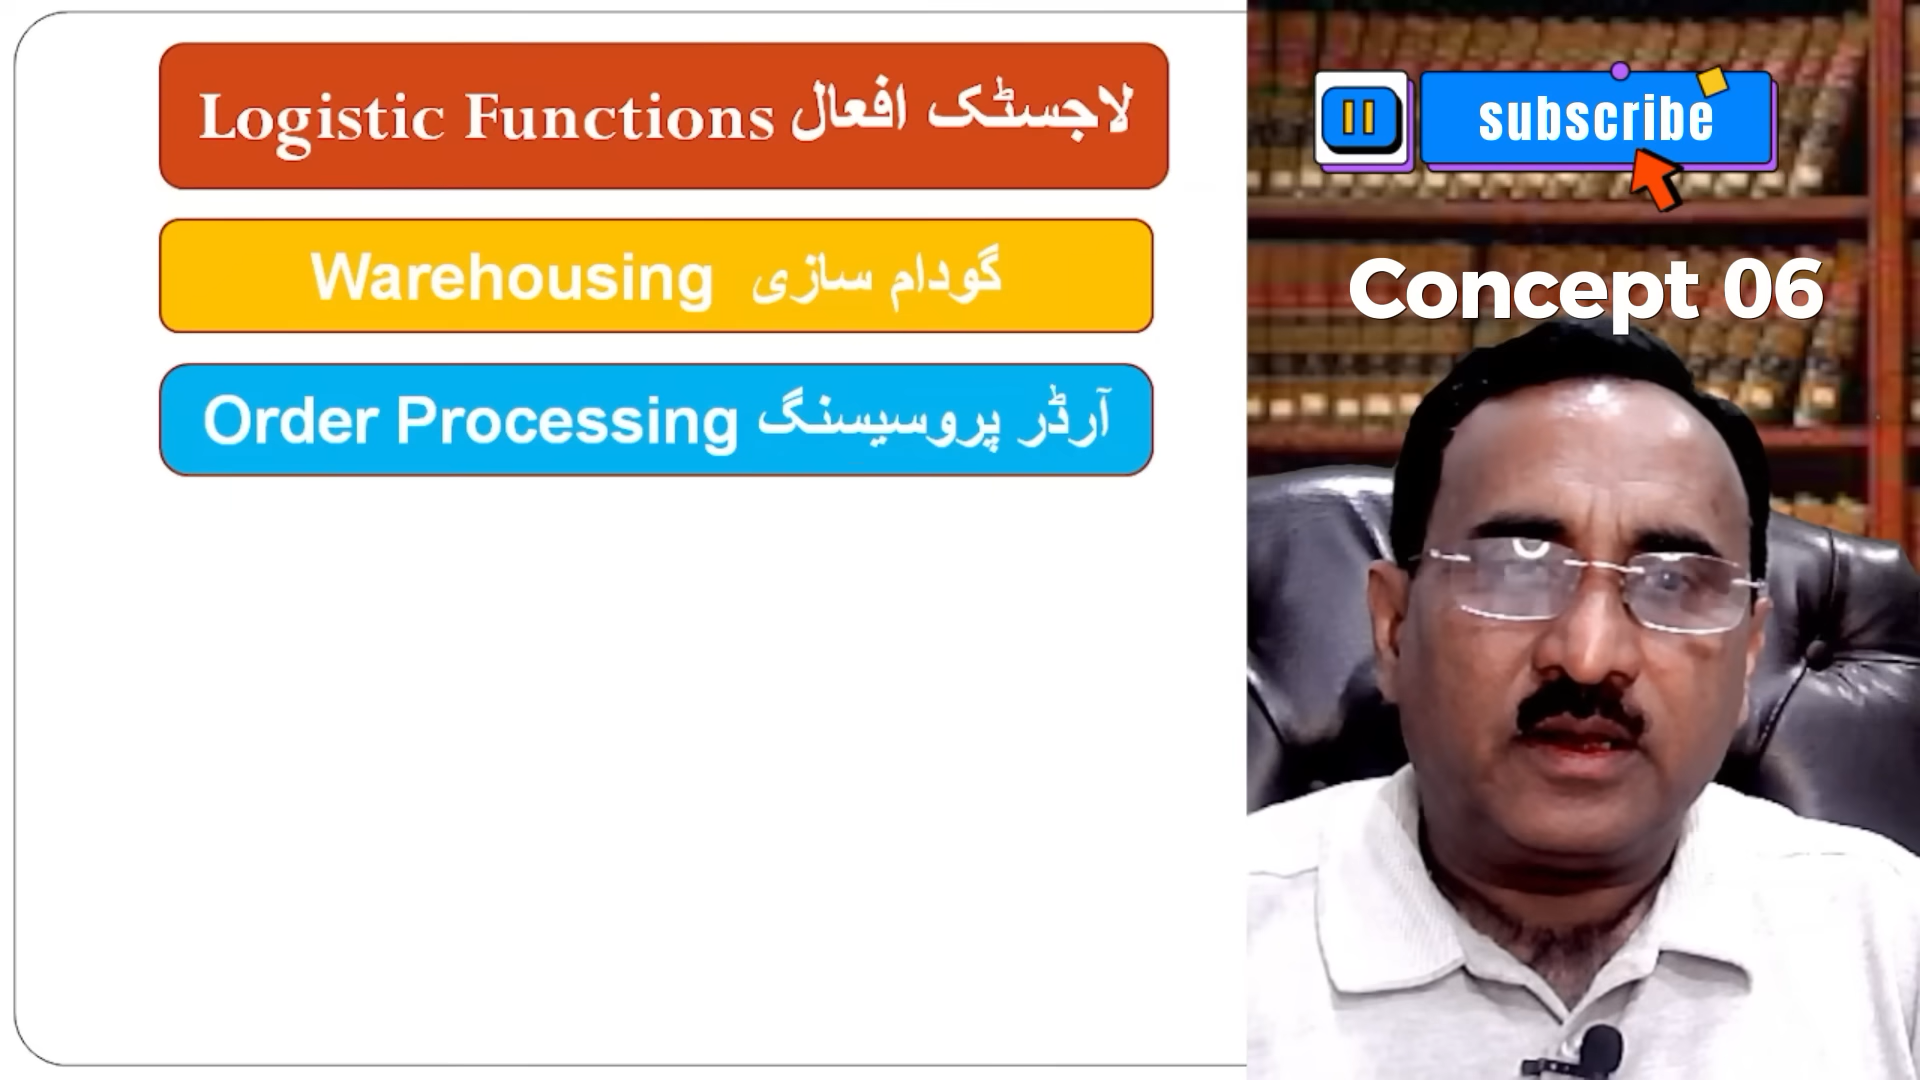 Logistic Functions لاجسٹک افعال
Warehousing گودام سازی
Order Processing آرڈر پروسیسنگ
subscribe
Concept 06